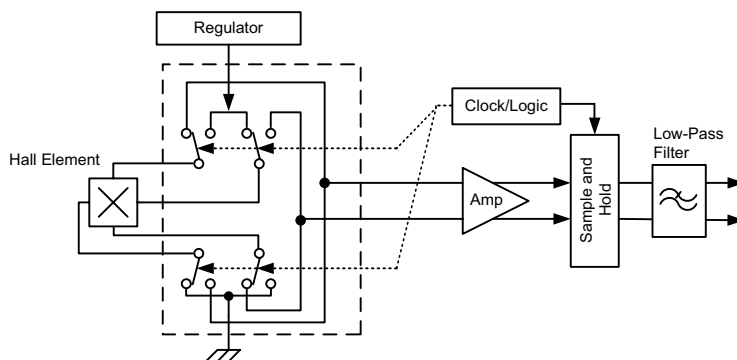 Regulator
Clock/Logic
Low-Pass
Filter
Hall Element
Amp
Sample and
Hold